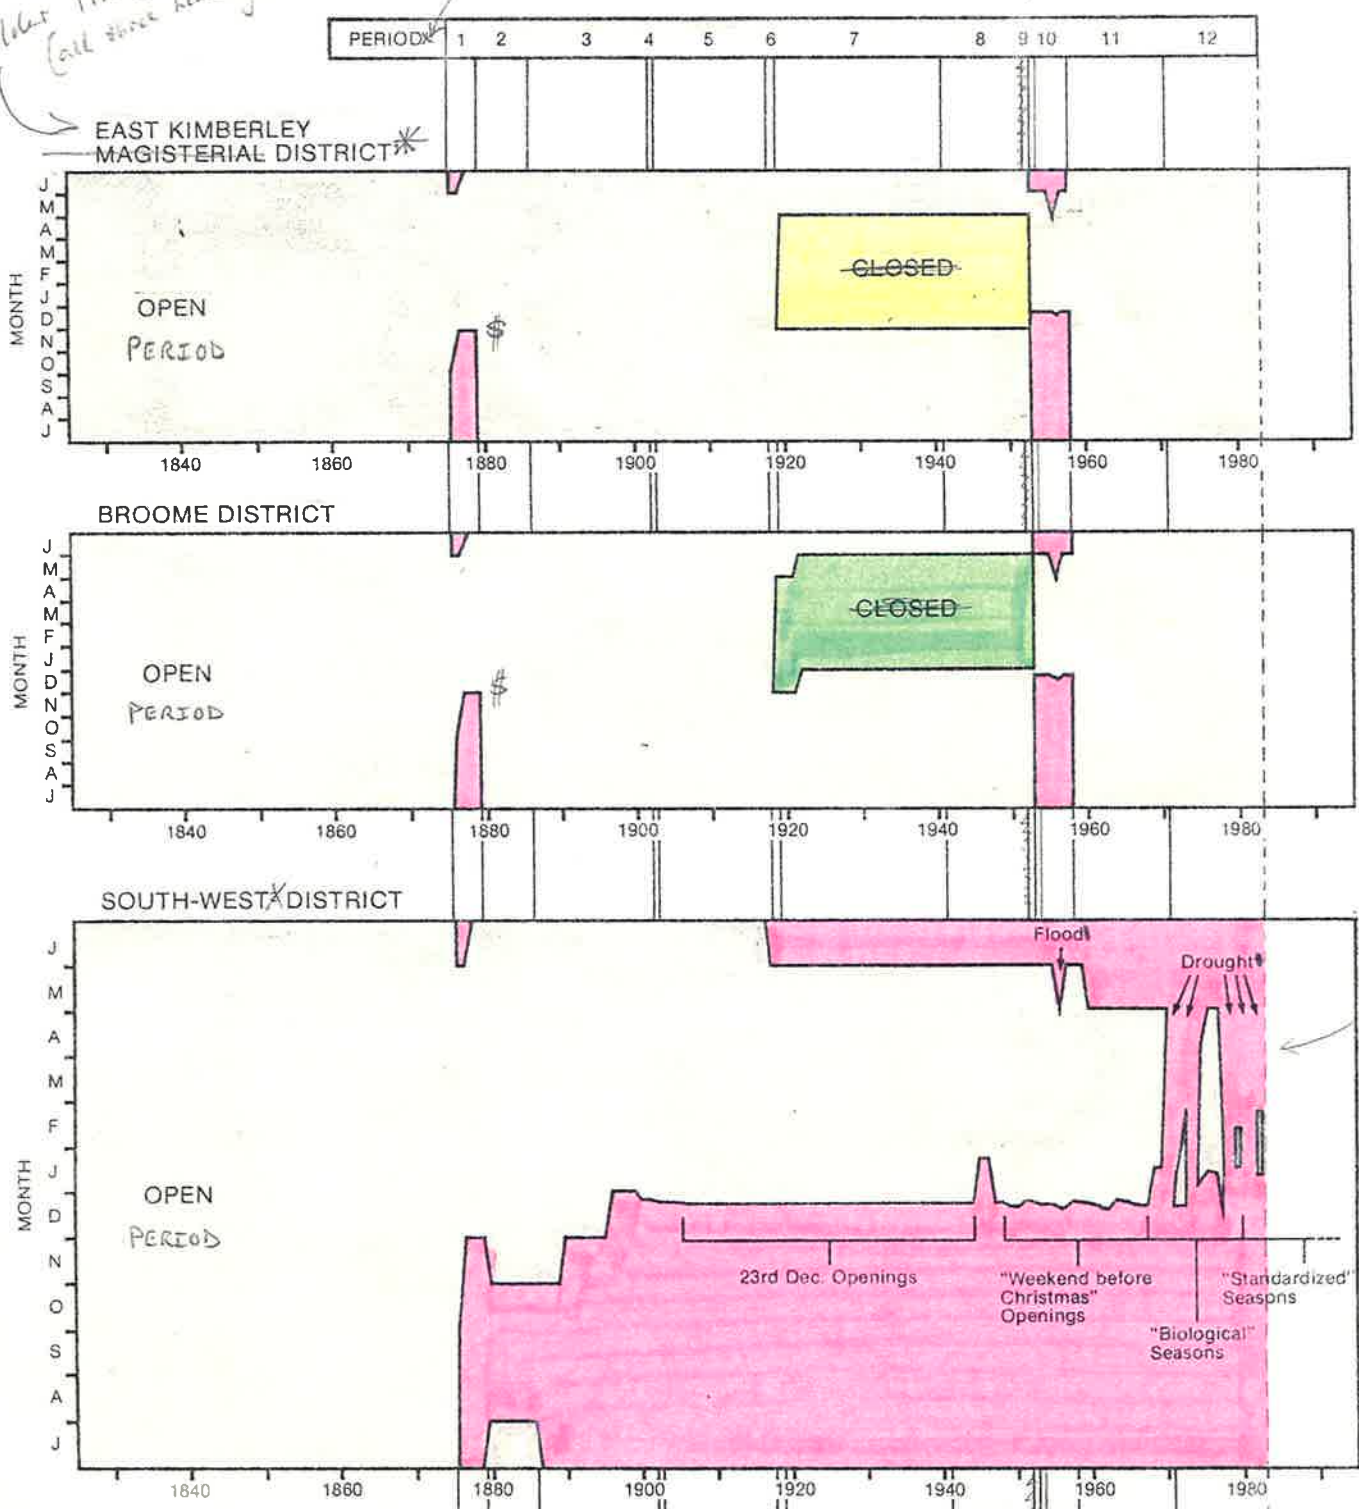 (all three
PERIOD 1 2 3 4 5 6 7 8 9 10 11 12
EAST KIMBERLEY
MAGISTERIAL DISTRICT*
J
M
A
M
F
J
D
N
O
S
A
J
MONTH
OPEN
PERIOD
$
CLOSED
1840 1860 1880 1900 1920 1940 1960 1980
BROOME DISTRICT
J
M
A
M
F
J
D
N
O
S
A
J
MONTH
OPEN
PERIOD
$
CLOSED
1840 1860 1880 1900 1920 1940 1960 1980
SOUTH-WEST DISTRICT
J
M
A
M
F
J
D
N
O
S
A
J
MONTH
OPEN
PERIOD
Flood
Drought
23rd Dec. Openings
"Weekend before
Christmas"
Openings
"Biological"
Seasons
"Standardized"
Seasons
1840 1860 1880 1900 1920 1940 1960 1980